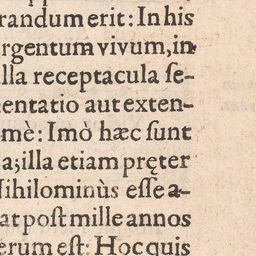 randum erit: In his
rgentum vivum, in
lla receptacula ſe-
entatio aut exten-
mè: Imò hæc ſunt
a; illa etiam pręter
Nihilominùs eſſe a-
at poſt mille annos
erum eſt: Hoc quis